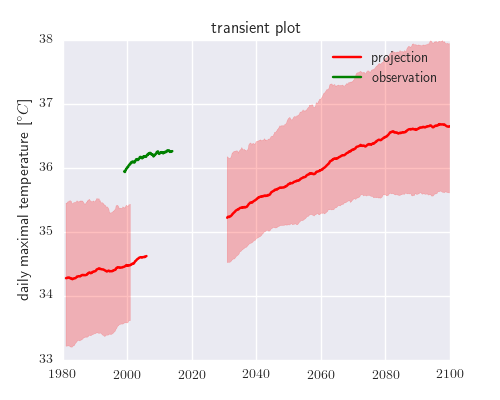 transient plot
38
projection
observation
37
36
daily maximal temperature [°C]
35
34
33
1980 2000 2020 2040 2060 2080 2100